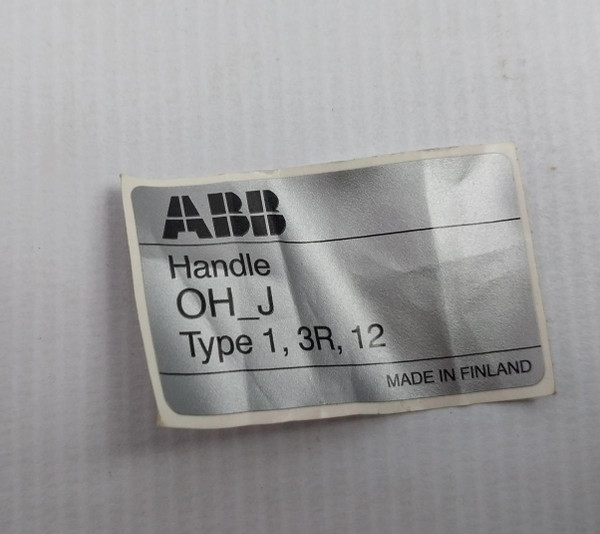 ABB
Handle
OH_J
Type 1, 3R, 12
MADE IN FINLAND